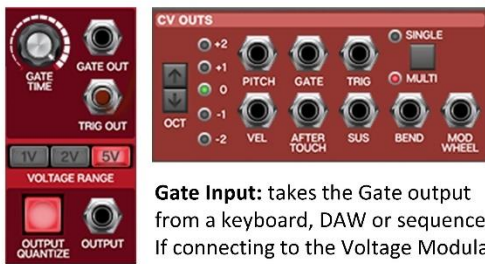 GATE TIME
GATE OUT
TRIG OUT
1V 2V 5V
VOLTAGE RANGE
OUTPUT QUANTIZE
OUTPUT
CV OUTS
+2
+1
0
-1
-2
OCT
PITCH GATE TRIG
SINGLE
MULTI
VEL AFTER TOUCH SUS BEND MOD WHEEL
Gate Input: takes the Gate output
from a keyboard, DAW or sequence
If connecting to the Voltage Modula